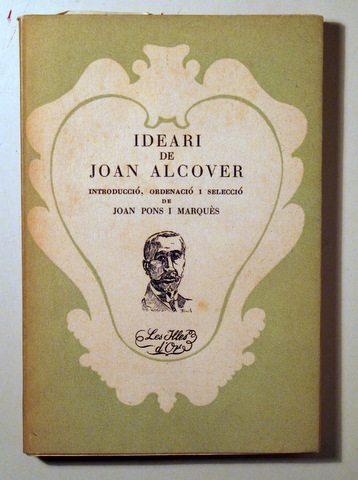 IDEARI
DE
JOAN ALCOVER
INTRODUCCIÓ, ORDENACIÓ I SELECCIÓ
DE
JOAN PONS I MARQUÈS
Les Illes
d'Or